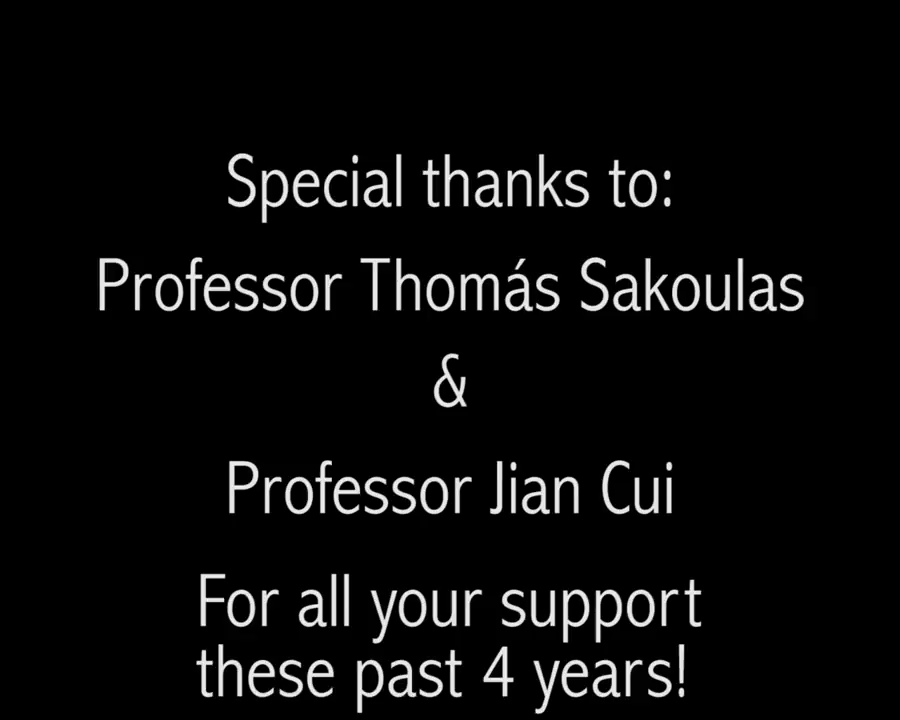 Special thanks to:
Professor Thomás Sakoulas
&
Professor Jian Cui
For all your support
these past 4 years!